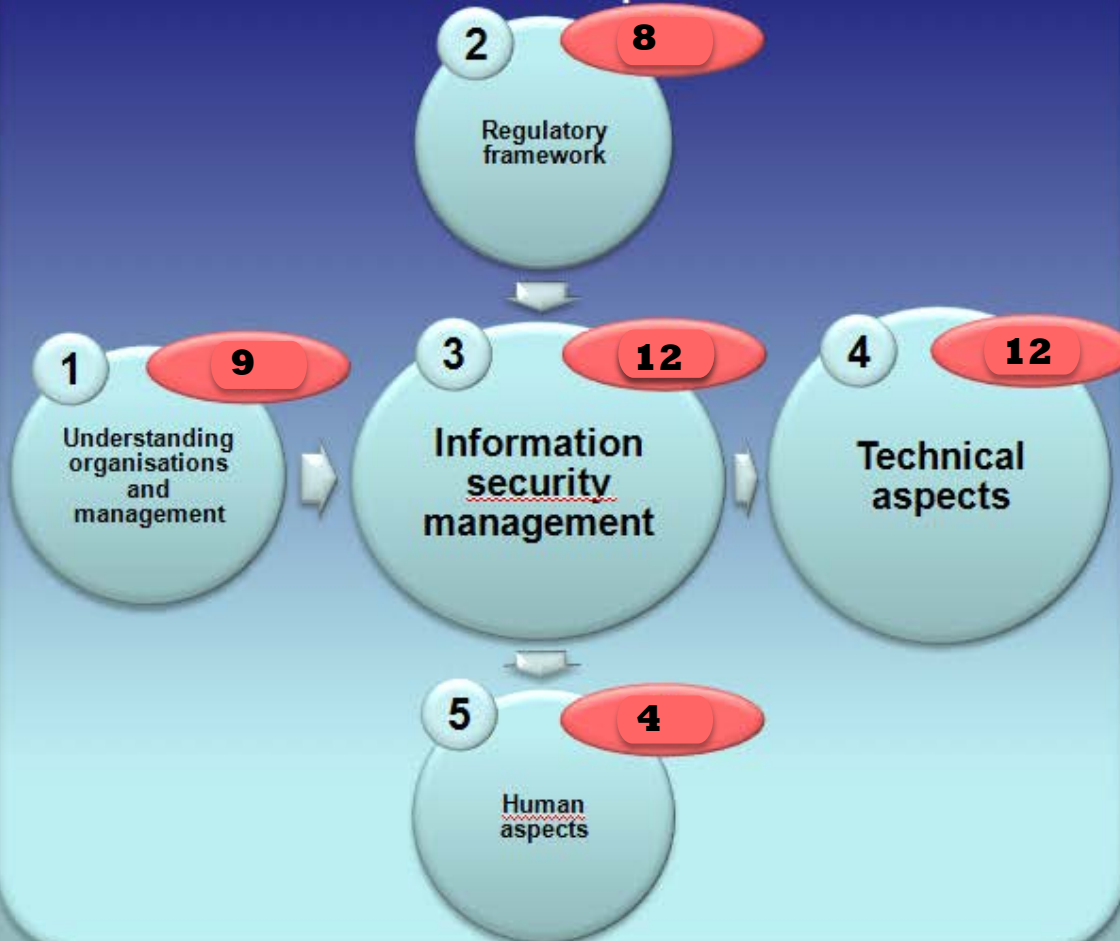 2
8
Regulatory
framework
1
9
Understanding
organisations
and
management
3
12
Information
security
management
4
12
Technical
aspects
5
4
Human
aspects